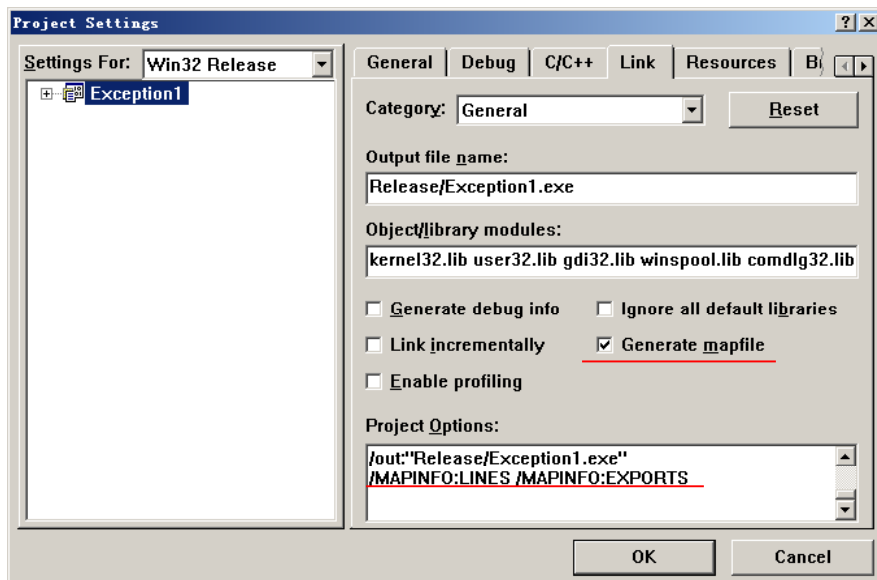 Project Settings
Settings For: Win32 Release
General Debug C/C++ Link Resources
Exception1
Category: General Reset
Output file name:
Release/Exception1.exe
Object/library modules:
kernel32.lib user32.lib gdi32.lib winspool.lib comdlg32.lib
Generate debug info Ignore all default libraries
Link incrementally Generate mapfile
Enable profiling
Project Options:
/out:"Release/Exception1.exe"
/MAPINFO:LINES /MAPINFO:EXPORTS
OK Cancel